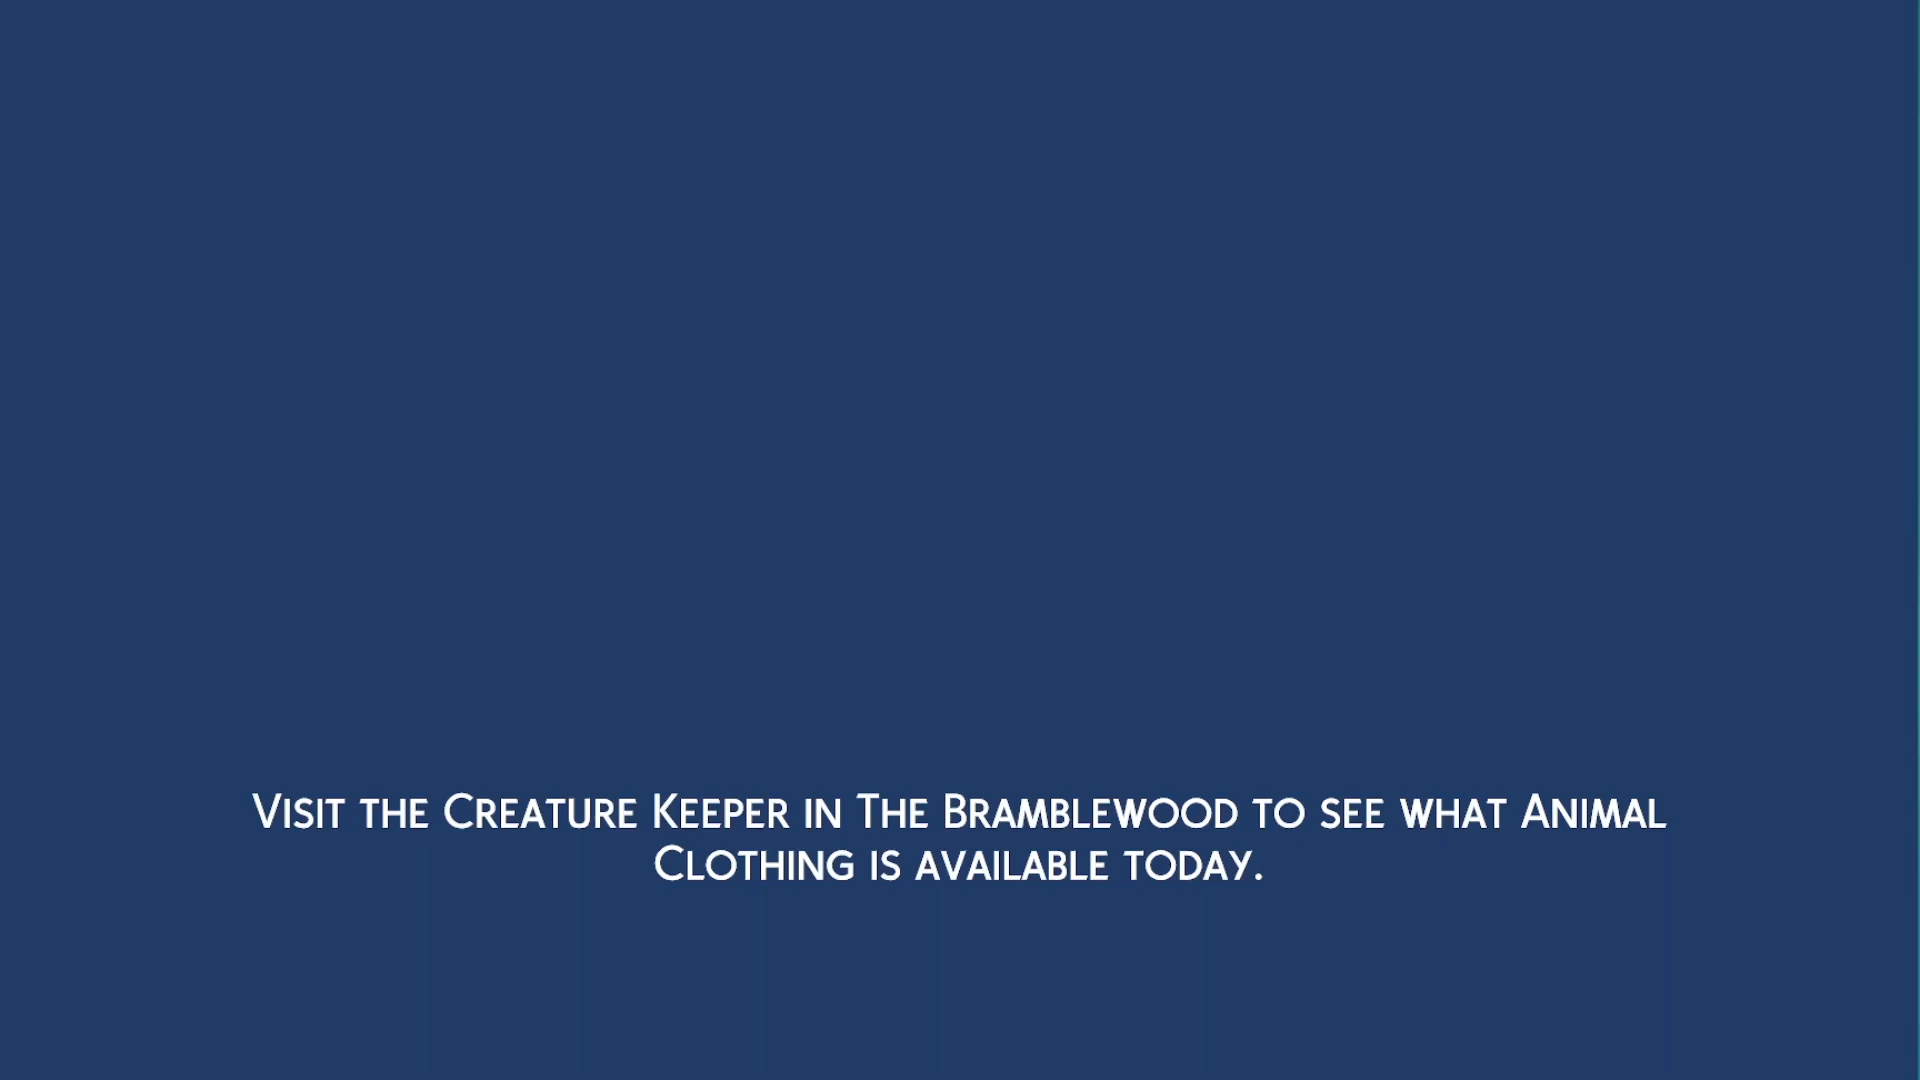 Visit the Creature Keeper in The Bramblewood to see what Animal
Clothing is available today.